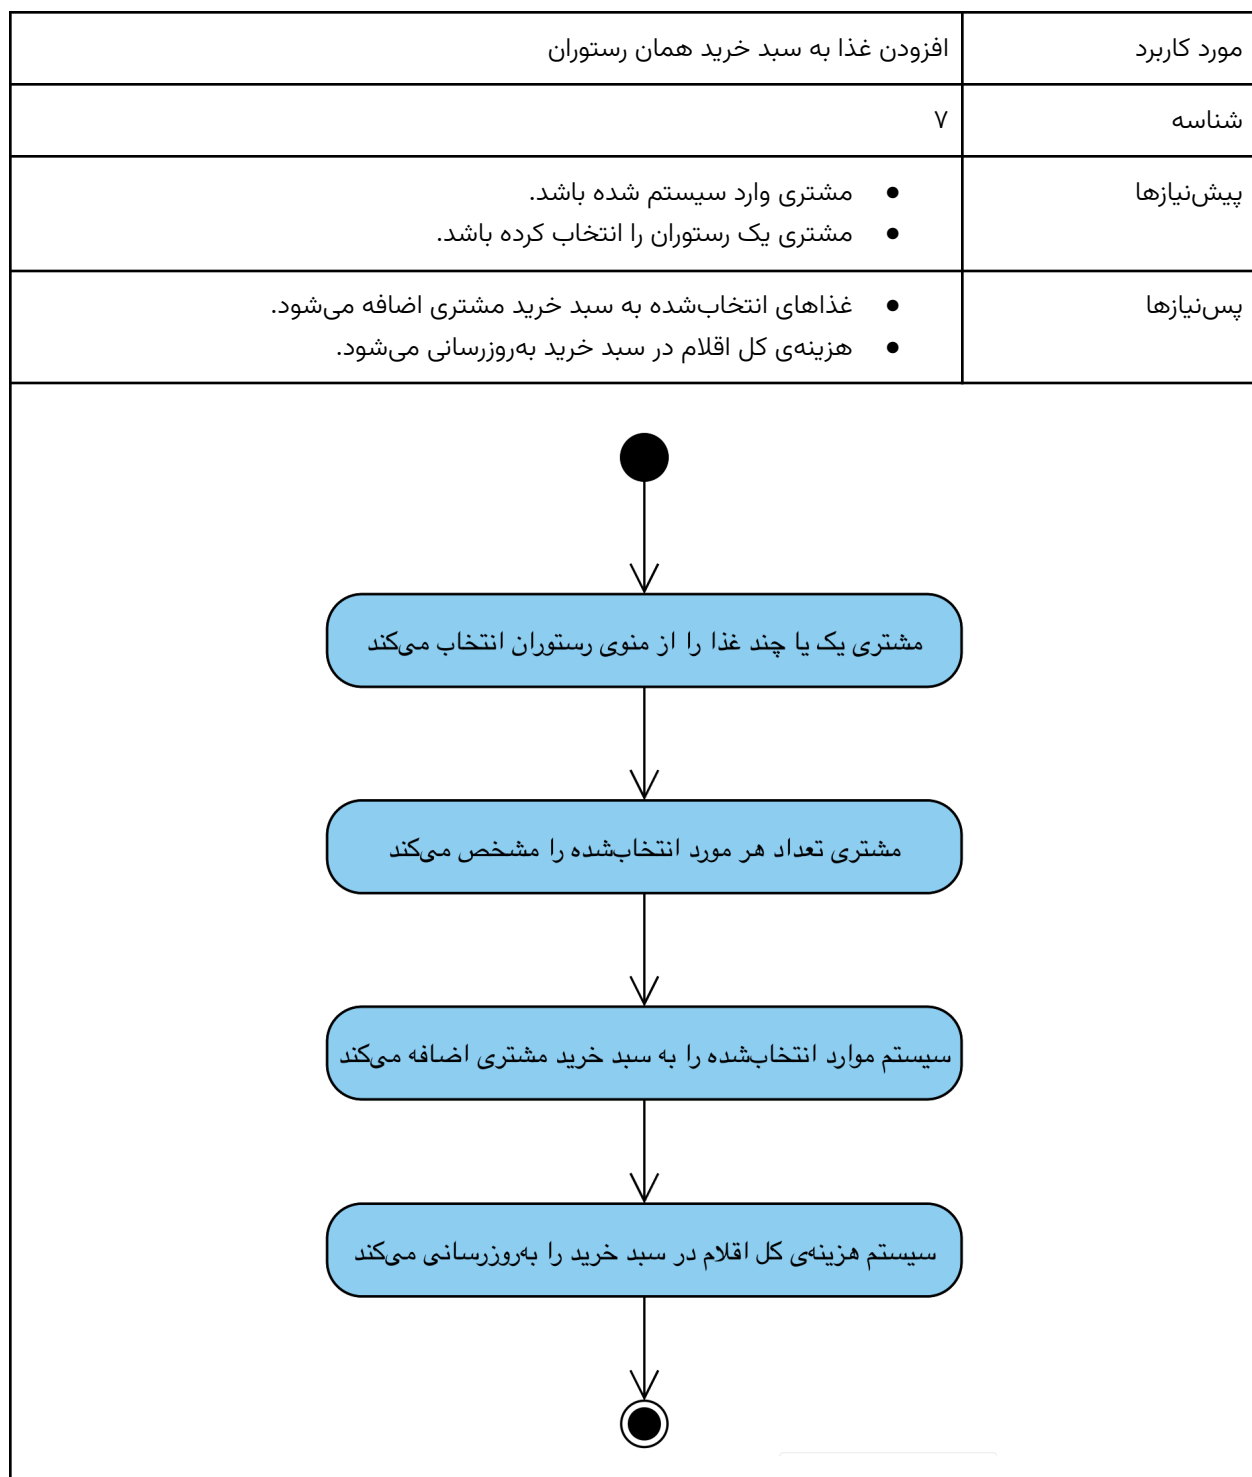 مورد کاربرد
افزودن غذا به سبد خرید همان رستوران
شناسه
۷
پیش‌نیازها
● مشتری وارد سیستم شده باشد.
● مشتری یک رستوران را انتخاب کرده باشد.
پس‌نیازها
● غذاهای انتخاب‌شده به سبد خرید مشتری اضافه می‌شود.
● هزینه‌ی کل اقلام در سبد خرید به‌روزرسانی می‌شود.
مشتری یک یا چند غذا را از منوی رستوران انتخاب می‌کند
مشتری تعداد هر مورد انتخاب‌شده را مشخص می‌کند
سیستم موارد انتخاب‌شده را به سبد خرید مشتری اضافه می‌کند
سیستم هزینه‌ی کل اقلام در سبد خرید را به‌روزرسانی می‌کند